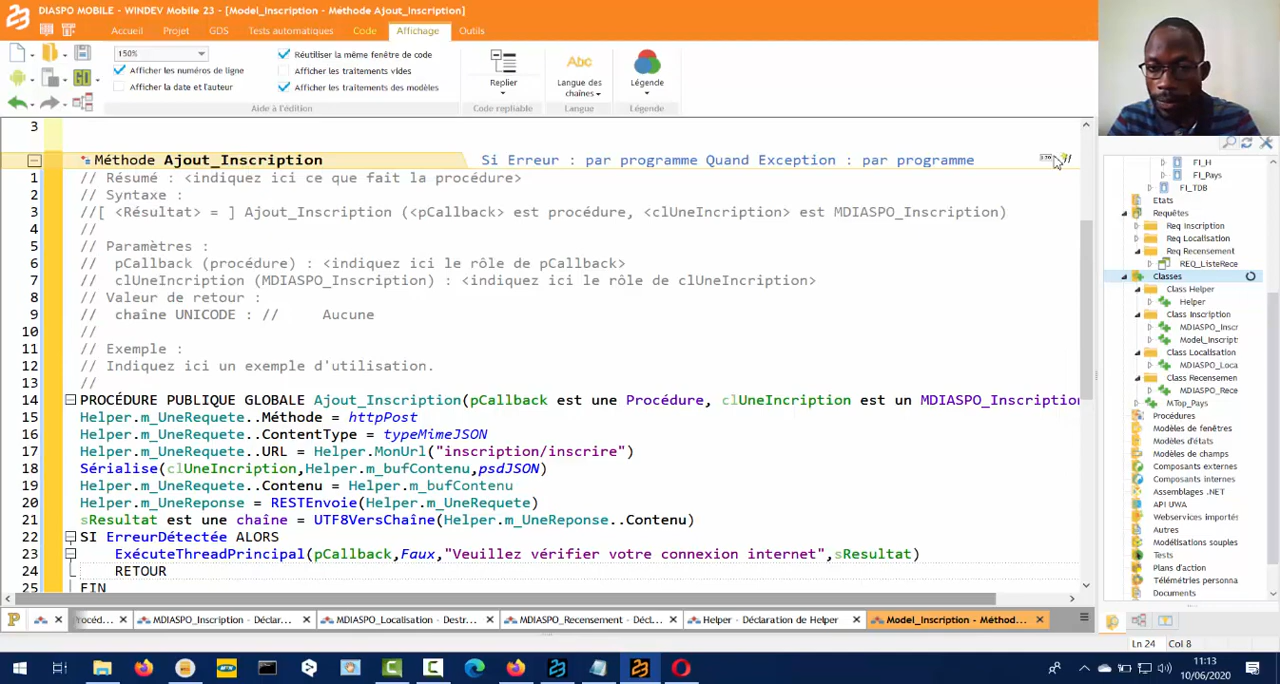 DIASPO MOBILE - WINDEV Mobile 23 - [Model_Inscription - Méthode Ajout_Inscription]
Accueil Projet GDS Tests automatiques Code Affichage Outils
150%
Afficher les numéros de ligne
Afficher la date et l'auteur
Réutiliser la même fenêtre de code
Afficher les traitements vides
Afficher les traitements des modèles
Aide à l'édition
Replier
Code repliable
Abc
Langue des
chaînes
Langue
Légende
Légende
3
Méthode Ajout_Inscription Si Erreur : par programme Quand Exception : par programme
1 // Résumé : <indiquez ici ce que fait la procédure>
2 // Syntaxe :
3 //[ <Résultat> = ] Ajout_Inscription (<pCallback> est procédure, <clUneIncription> est MDIASPO_Inscription)
4 //
5 // Paramètres :
6 // pCallback (procédure) : <indiquez ici le rôle de pCallback>
7 // clUneIncription (MDIASPO_Inscription) : <indiquez ici le rôle de clUneIncription>
8 // Valeur de retour :
9 // chaîne UNICODE : // Aucune
10 //
11 // Exemple :
12 // Indiquez ici un exemple d'utilisation.
13 //
14 PROCÉDURE PUBLIQUE GLOBALE Ajout_Inscription(pCallback est une Procédure, clUneIncription est un MDIASPO_Inscription
15 Helper.m_UneRequete..Méthode = httpPost
16 Helper.m_UneRequete..ContentType = typeMimeJSON
17 Helper.m_UneRequete..URL = Helper.MonUrl("inscription/inscrire")
18 Sérialise(clUneIncription,Helper.m_bufContenu,psdJSON)
19 Helper.m_UneRequete..Contenu = Helper.m_bufContenu
20 Helper.m_UneReponse = RESTEnvoie(Helper.m_UneRequete)
21 sResultat est une chaîne = UTF8VersChaîne(Helper.m_UneReponse..Contenu)
22 SI ErreurDétectée ALORS
23 ExécuteThreadPrincipal(pCallback,Faux,"Veuillez vérifier votre connexion internet",sResultat)
24 RETOUR
25 FIN
FI_H
FI_Pays
FI_TDB
Etats
Requêtes
Req Inscription
Req Localisation
Req Recensement
REQ_ListeRece
Classes
Class Helper
Helper
Class Inscription
MDIASPO_Inscr
Model_Inscript
Class Localisation
MDIASPO_Loca
Class Recensemen
MDIASPO_Rece
MTop_Pays
Procédures
Modèles de fenêtres
Modèles d'états
Modèles de champs
Composants externes
Composants internes
Assemblages .NET
API UWA
Webservices importés
Autres
Modélisations souples
Tests
Plans d'action
Télémétries personna
Documents
Procéd... MDIASPO_Inscription - Déclar... MDIASPO_Localisation - Destr... MDIASPO_Recensement - Décl... Helper - Déclaration de Helper Model_Inscription - Méthod...
Ln 24 Col 8
11:13
10/06/2020